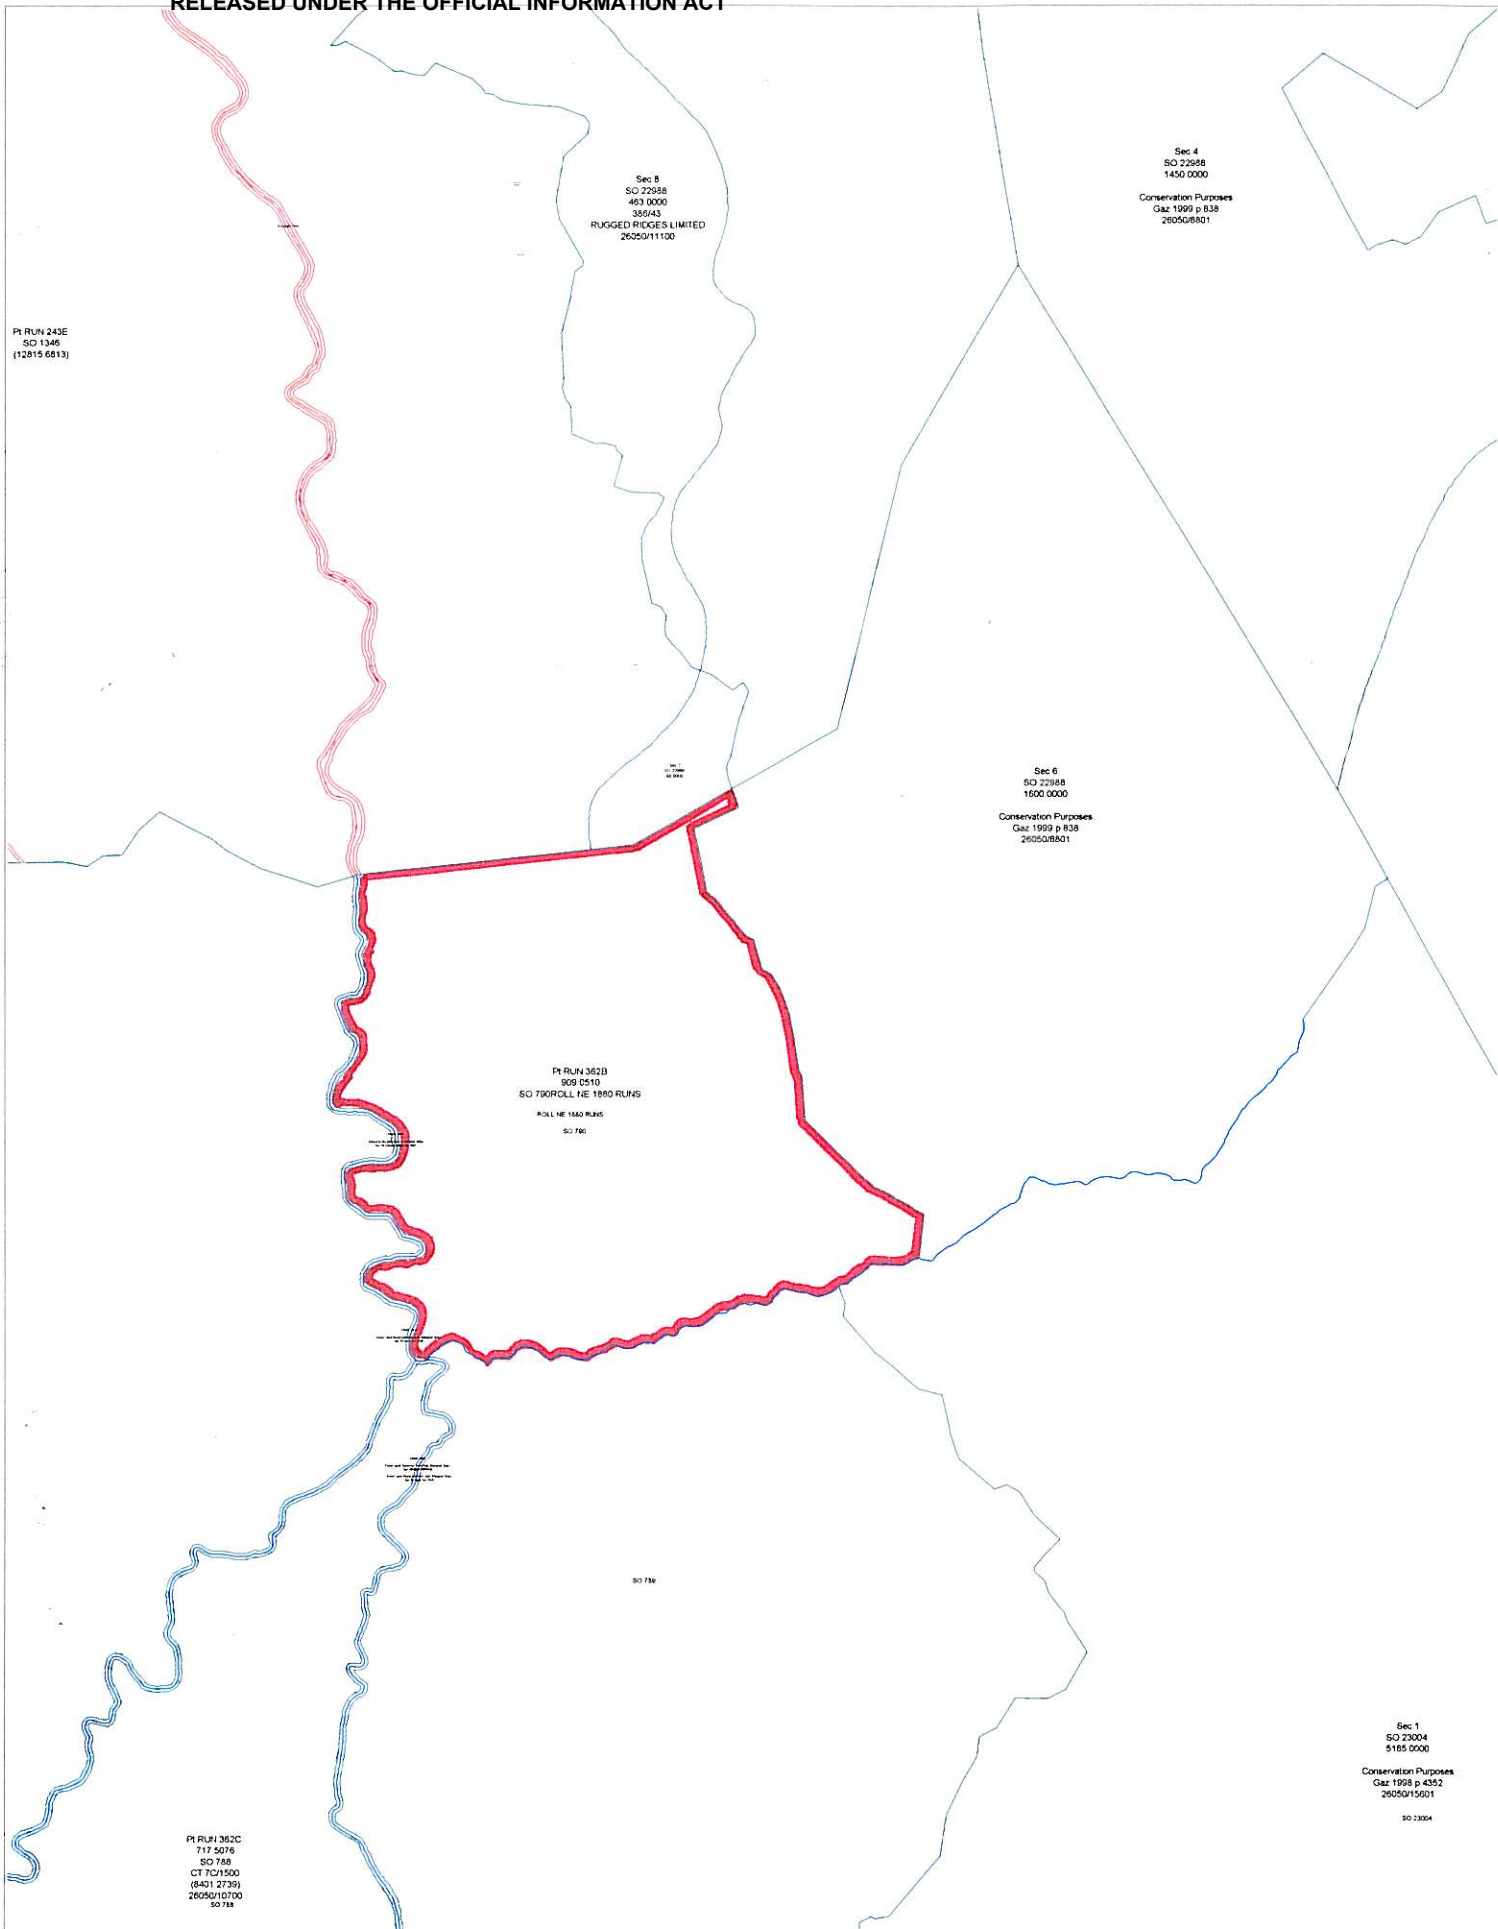 RELEASED UNDER THE OFFICIAL INFORMATION ACT
Sec 4
SO 22988
1450 0000
Conservation Purposes
Gaz 1999 p 838
26050/8801
Sec 8
SO 22988
463 0000
386/43
RUGGED RIDGES LIMITED
26050/11100
Pt RUN 243E
SO 1346
(12815 6813)
Sec 7
SO 22988
Sec 6
SO 22988
1600 0000
Conservation Purposes
Gaz 1999 p 838
26050/8801
Pt RUN 362B
909 0510
SO 790ROLL NE 1880 RUNS
ROLL NE 1880 RUNS
SO 790
SO 789
Sec 1
SO 23004
5165 0000
Conservation Purposes
Gaz 1998 p 4352
26050/15601
SO 23004
Pt RUN 362C
717 5076
SO 788
CT 7C/1500
(8401 2739)
26050/10700
SO 788